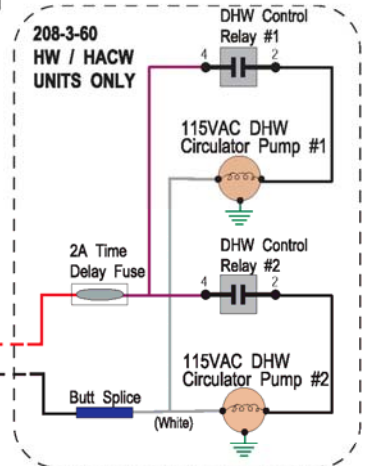 208-3-60
HW / HACW
UNITS ONLY
DHW Control
Relay #1
4
2
115VAC DHW
Circulator Pump #1
2A Time
Delay Fuse
DHW Control
Relay #2
4
2
115VAC DHW
Circulator Pump #2
Butt Splice
(White)